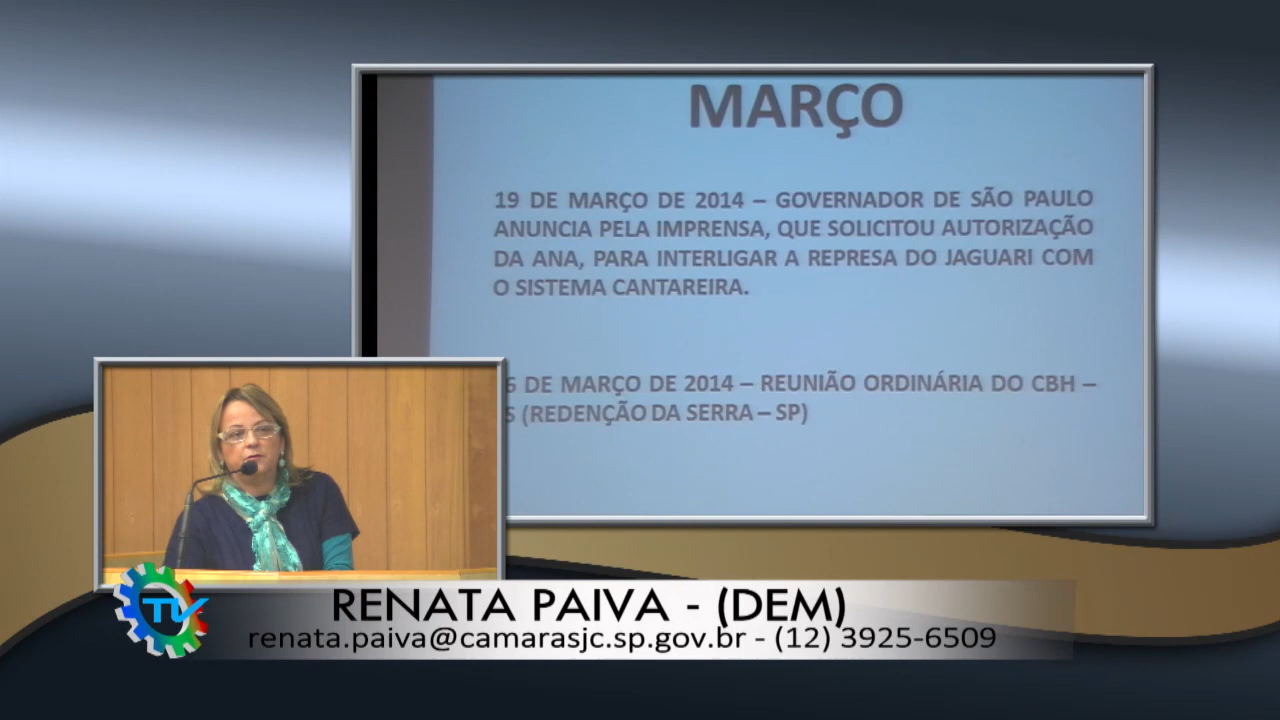 MARÇO
19 DE MARÇO DE 2014 – GOVERNADOR DE SÃO PAULO
ANUNCIA PELA IMPRENSA, QUE SOLICITOU AUTORIZAÇÃO
DA ANA, PARA INTERLIGAR A REPRESA DO JAGUARI COM
O SISTEMA CANTAREIRA.
DE MARÇO DE 2014 – REUNIÃO ORDINÁRIA DO CBH –
(REDENÇÃO DA SERRA – SP)
TV
RENATA PAIVA - (DEM)
renata.paiva@camarasjc.sp.gov.br - (12) 3925-6509